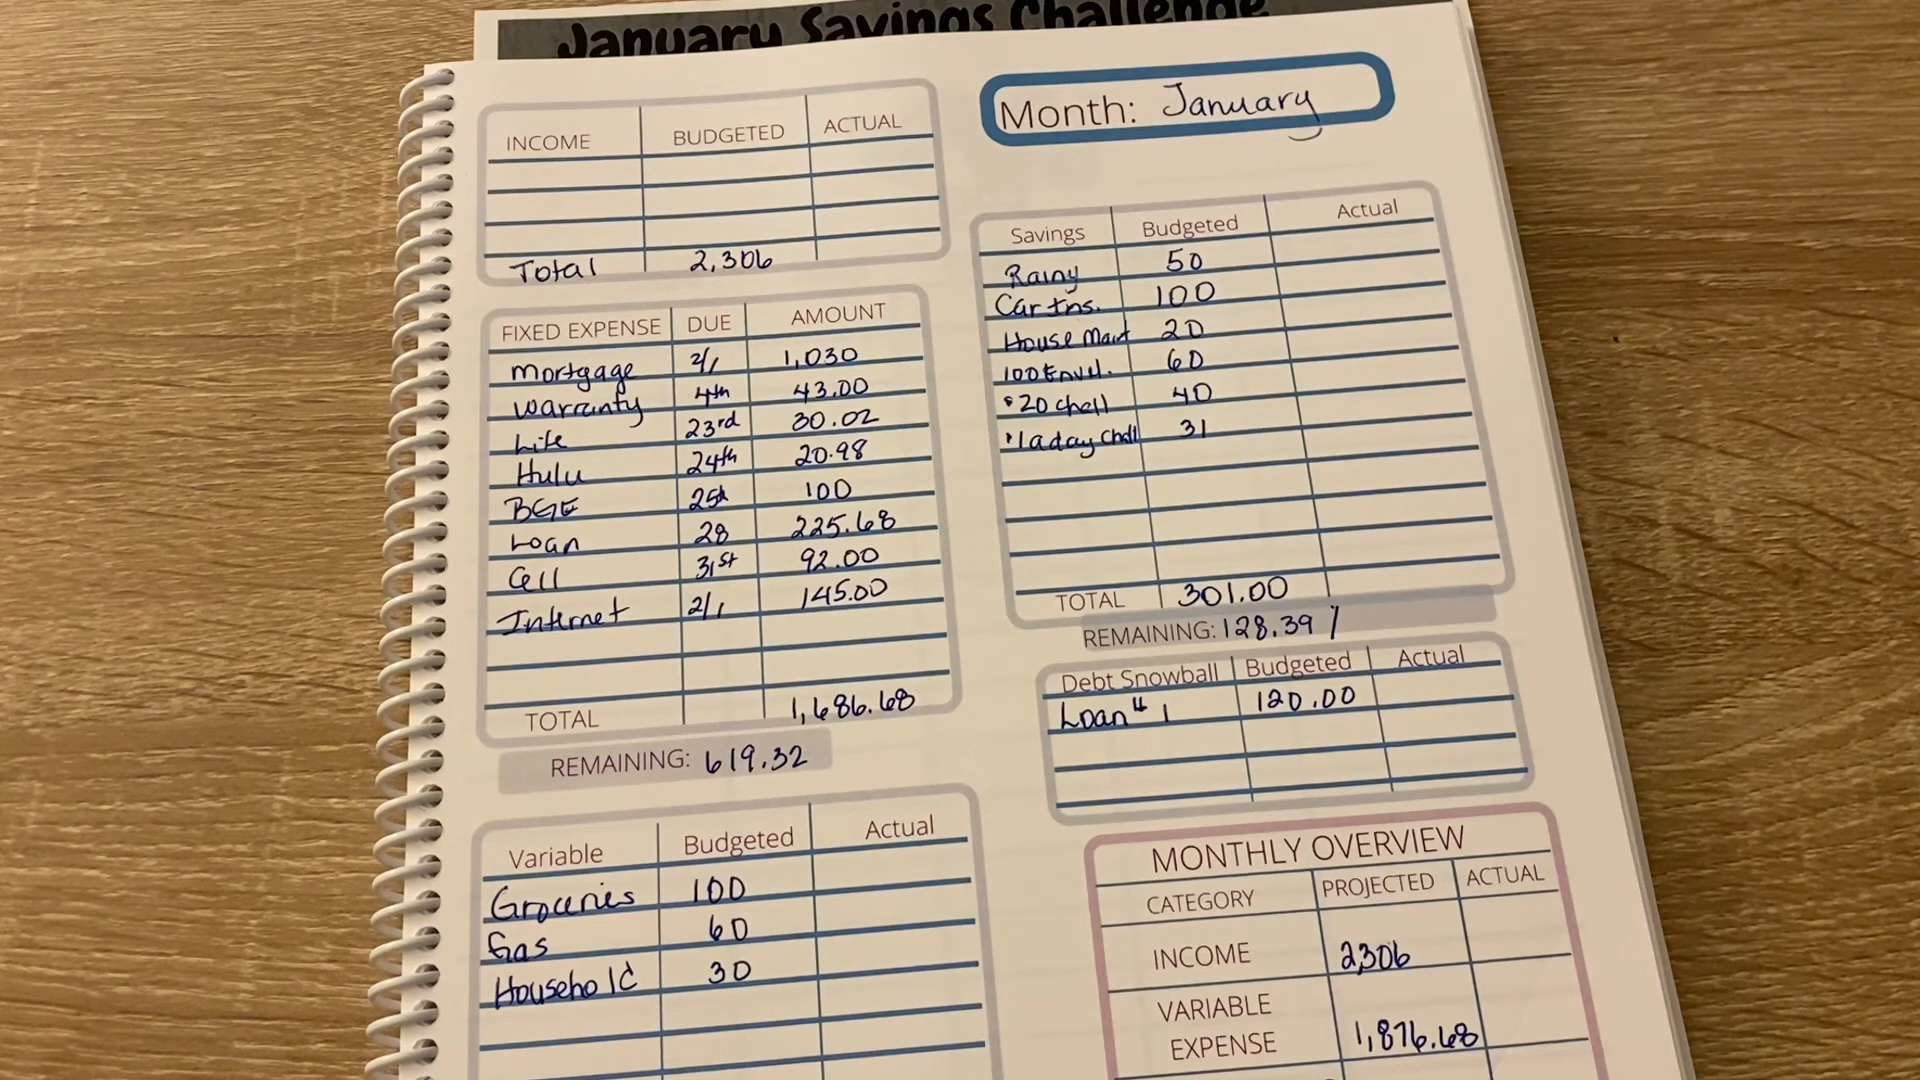 January Savings Challenge
Month: January
INCOME BUDGETED ACTUAL
Total 2,306
FIXED EXPENSE DUE AMOUNT
Mortgage 2/1 1,030
Warranty 4th 43.00
Life 23rd 30.02
Hulu 24th 20.98
BGE 25th 100
Loan 28 225.68
Cell 31st 92.00
Internet 2/1 145.00
TOTAL 1,686.68
REMAINING: 619.32
Variable Budgeted Actual
Groceries 100
Gas 60
Household 30
Savings Budgeted Actual
Rainy 50
Car Ins. 100
House Maint 20
100 Envel. 60
$20 Chall 40
$1 a day Chall 31
TOTAL 301.00
REMAINING: 128.39
Debt Snowball Budgeted Actual
Loan #1 120.00
MONTHLY OVERVIEW
CATEGORY PROJECTED ACTUAL
INCOME 2,306
VARIABLE
EXPENSE 1,876.68